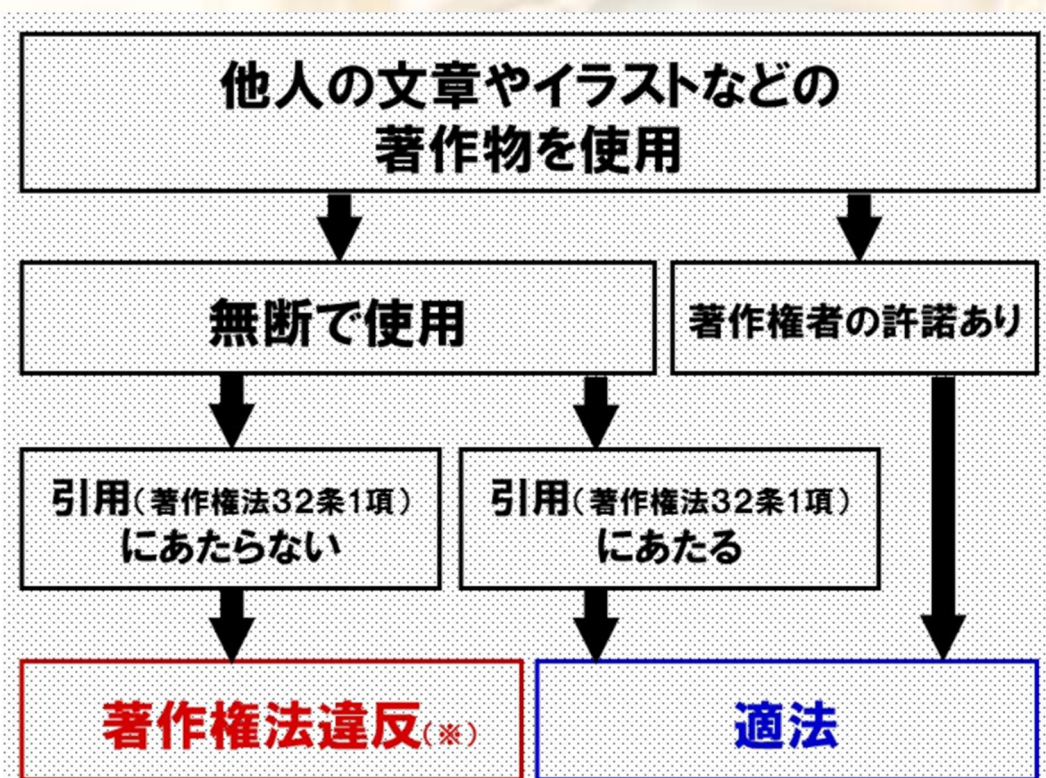 他人の文章やイラストなどの
著作物を使用
無断で使用
著作権者の許諾あり
引用(著作権法32条1項)
にあたらない
引用(著作権法32条1項)
にあたる
著作権法違反(※)
適法